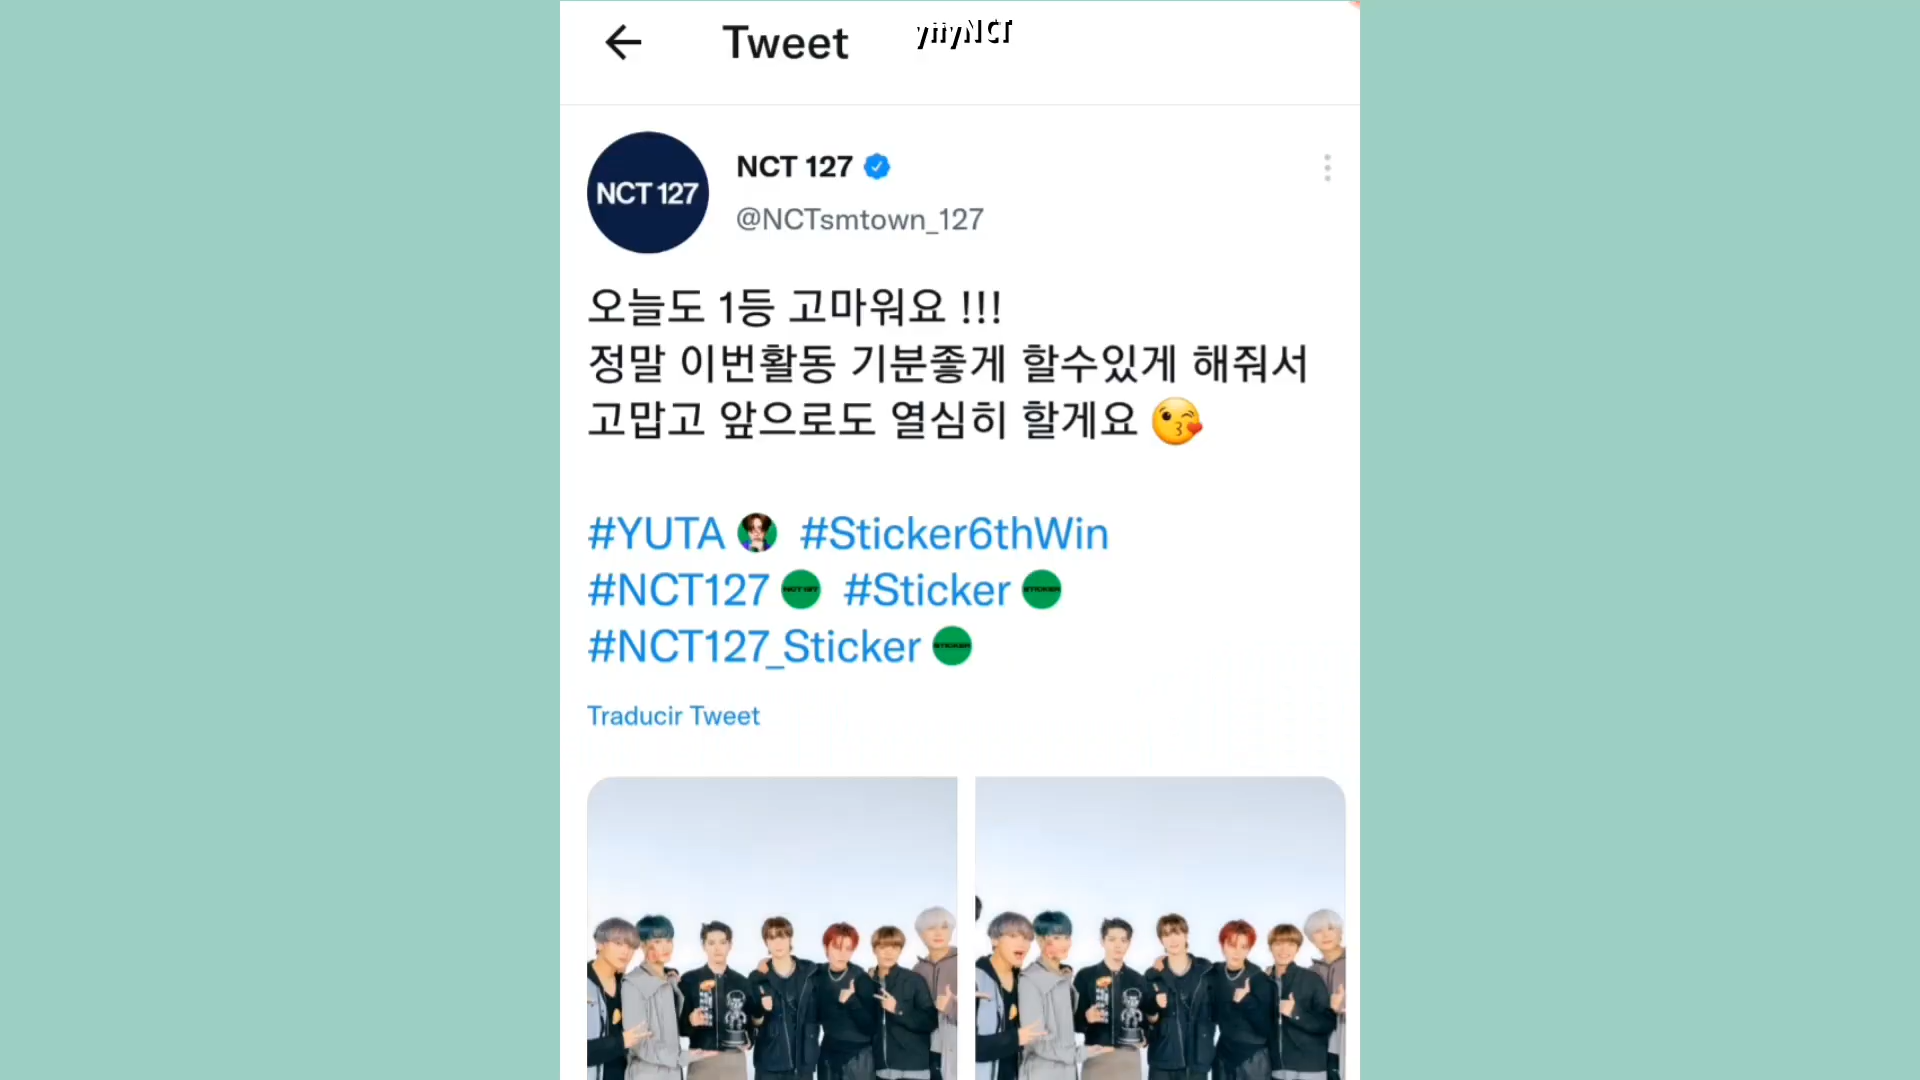 Tweet
NCT 127
NCT 127
@NCTsmtown_127
오늘도 1등 고마워요 !!!
정말 이번활동 기분좋게 할수있게 해줘서
고맙고 앞으로도 열심히 할게요
#YUTA #Sticker6thWin
#NCT127 #Sticker
#NCT127_Sticker
Traducir Tweet